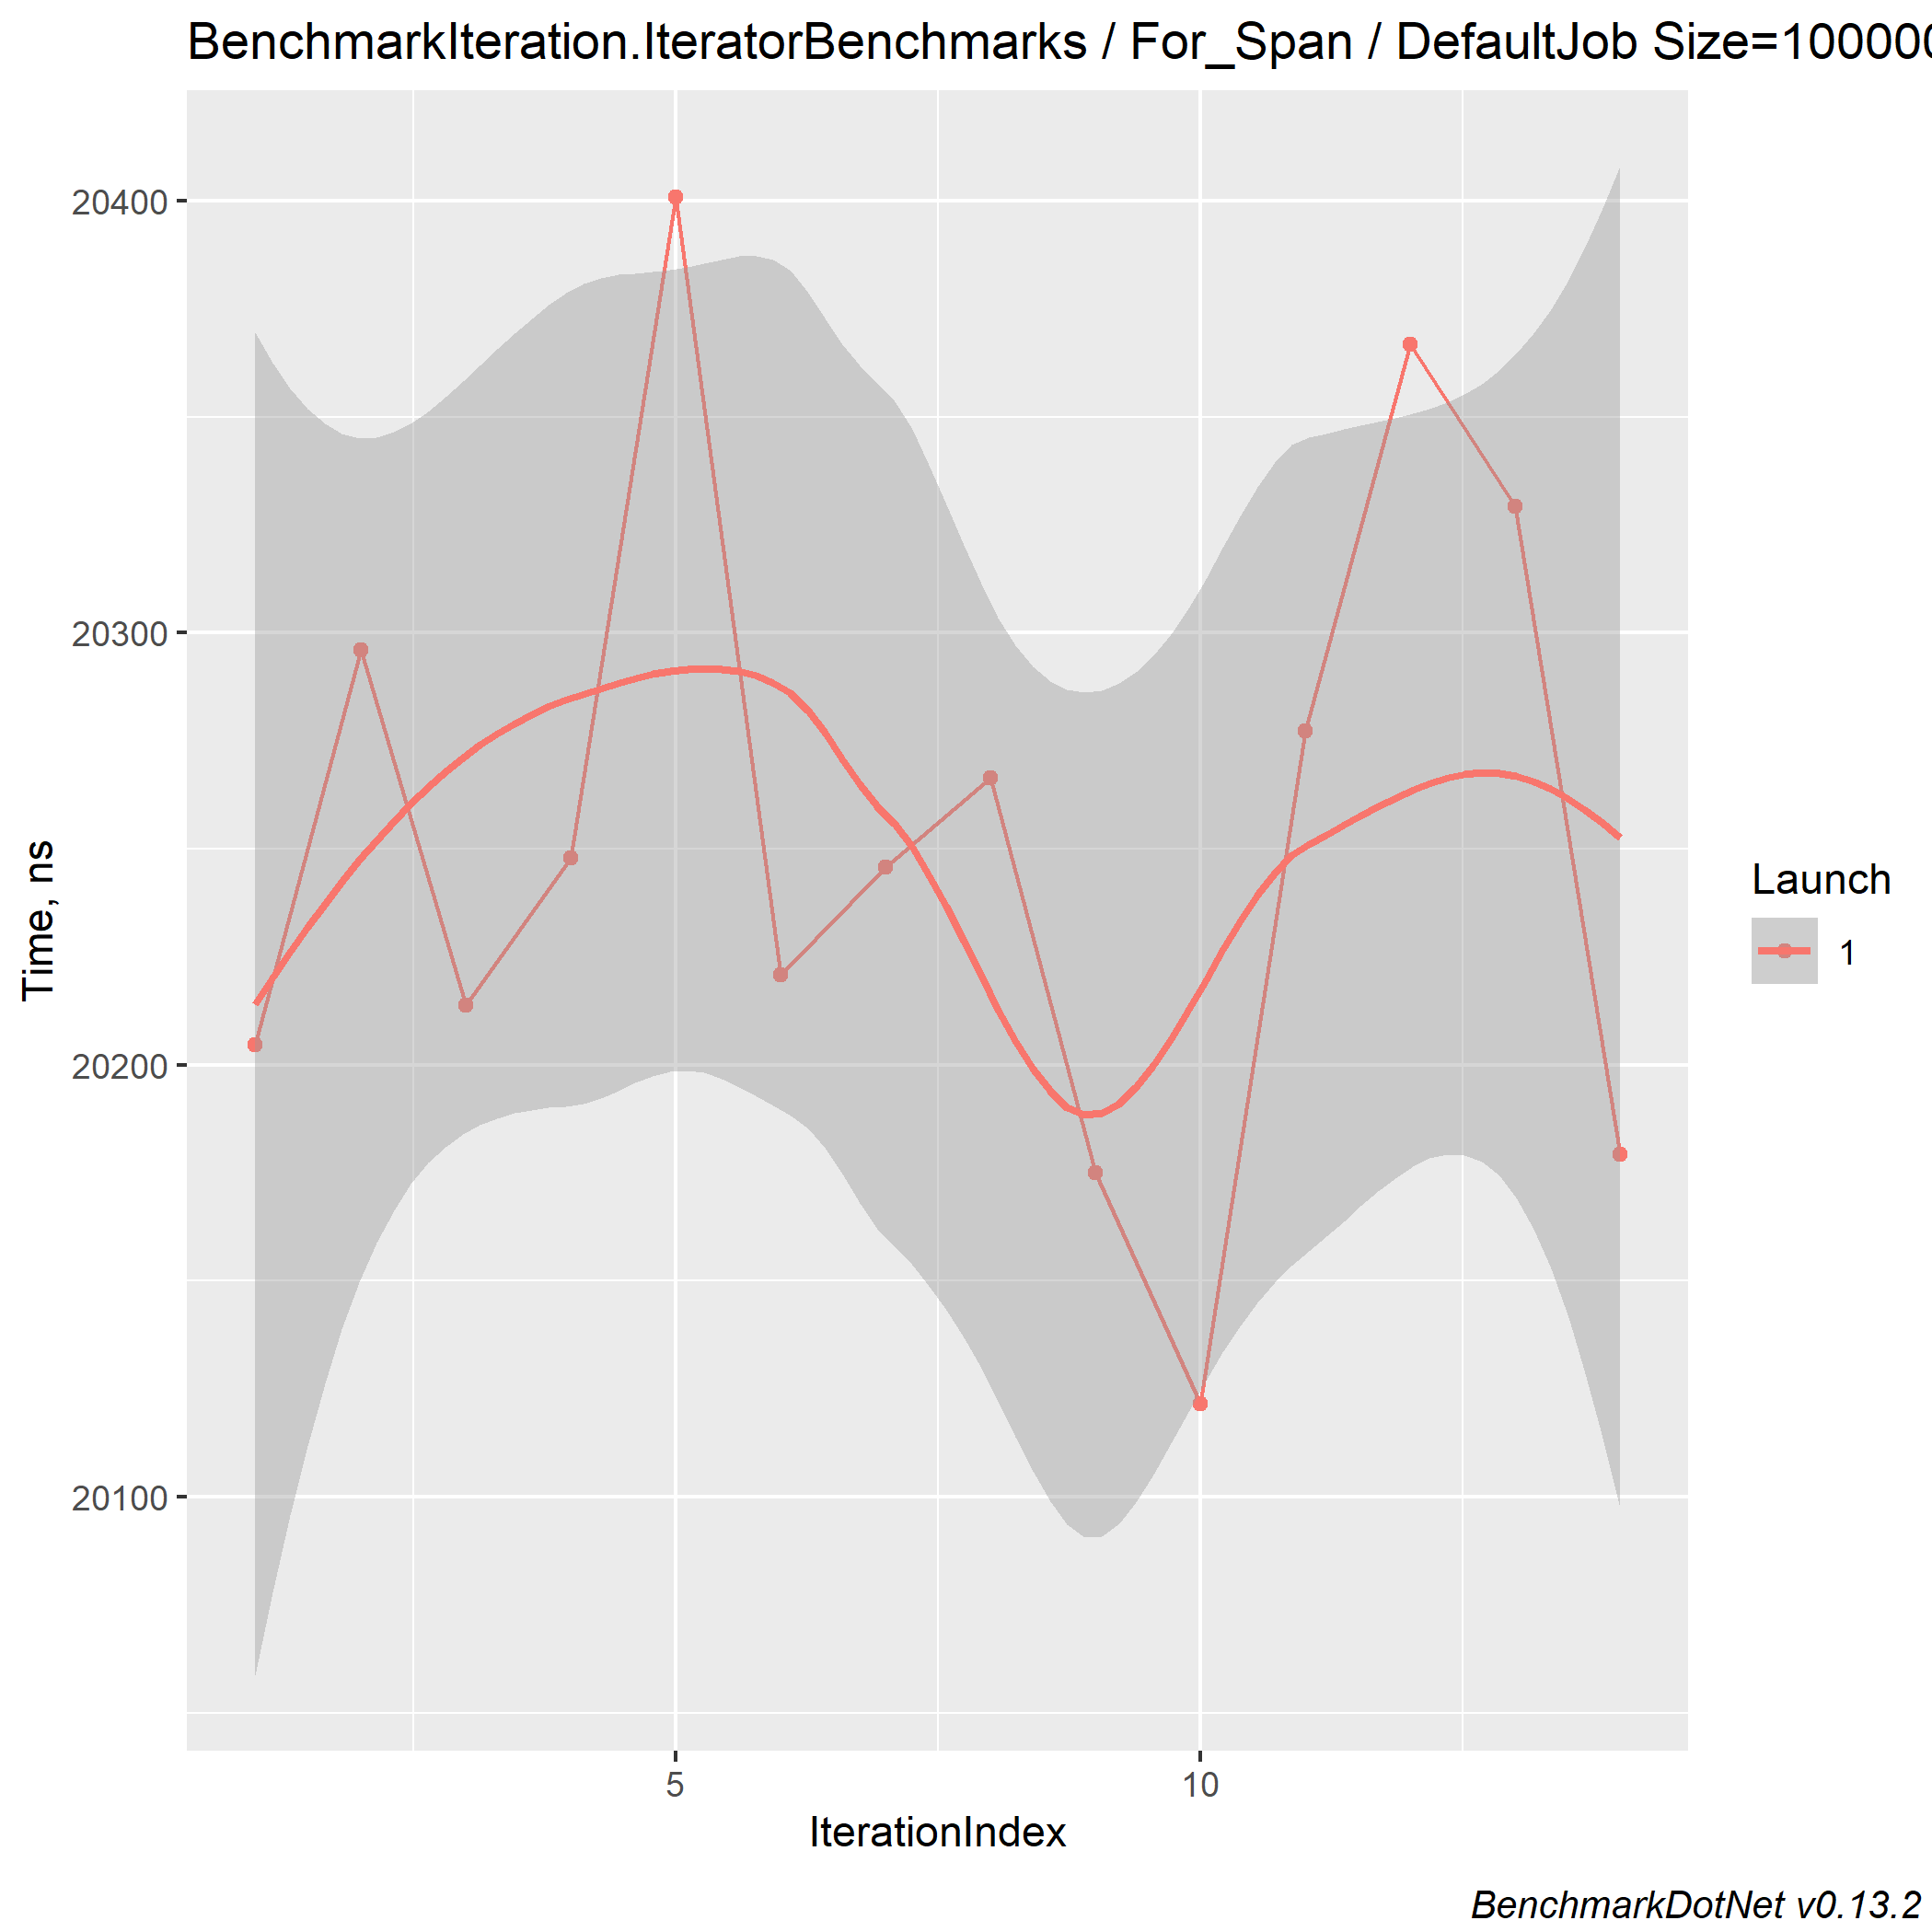 BenchmarkIteration.IteratorBenchmarks / For_Span / DefaultJob Size=100000
20400
20300
20200
20100
Time, ns
5
10
IterationIndex
Launch
1
BenchmarkDotNet v0.13.2